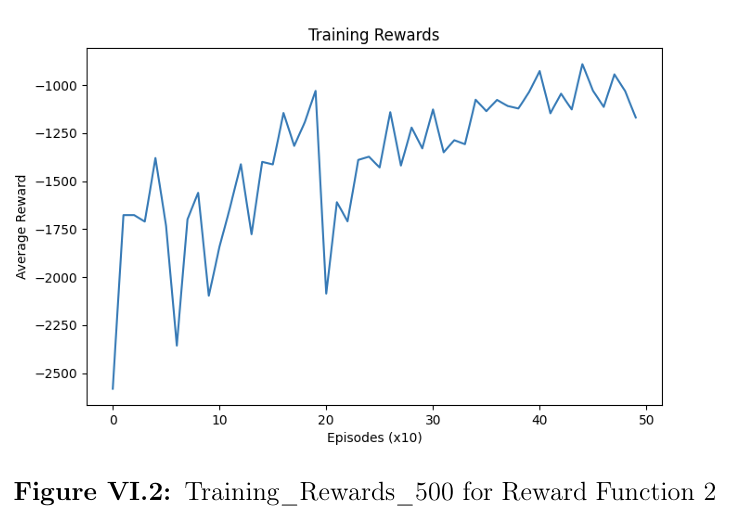 Training Rewards
−1000
−1250
−1500
−1750
−2000
−2250
−2500
Average Reward
0 10 20 30 40 50
Episodes (x10)
Figure VI.2: Training_Rewards_500 for Reward Function 2